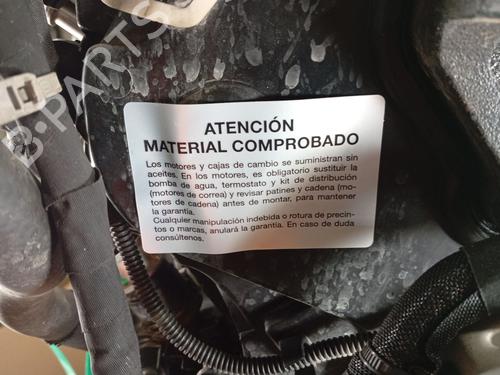 B-PARTS
ATENCIÓN
MATERIAL COMPROBADO
Los motores y cajas de cambio se suministran sin
aceites. En los motores, es obligatorio sustituir la
bomba de agua, termostato y kit de distribución
(motores de correa) y revisar patines y cadena (mo-
tores de cadena) antes de montar, para mantener
la garantía.
Cualquier manipulación indebida o rotura de precin-
tos o marcas, anulará la garantía. En caso de duda
consúltenos.